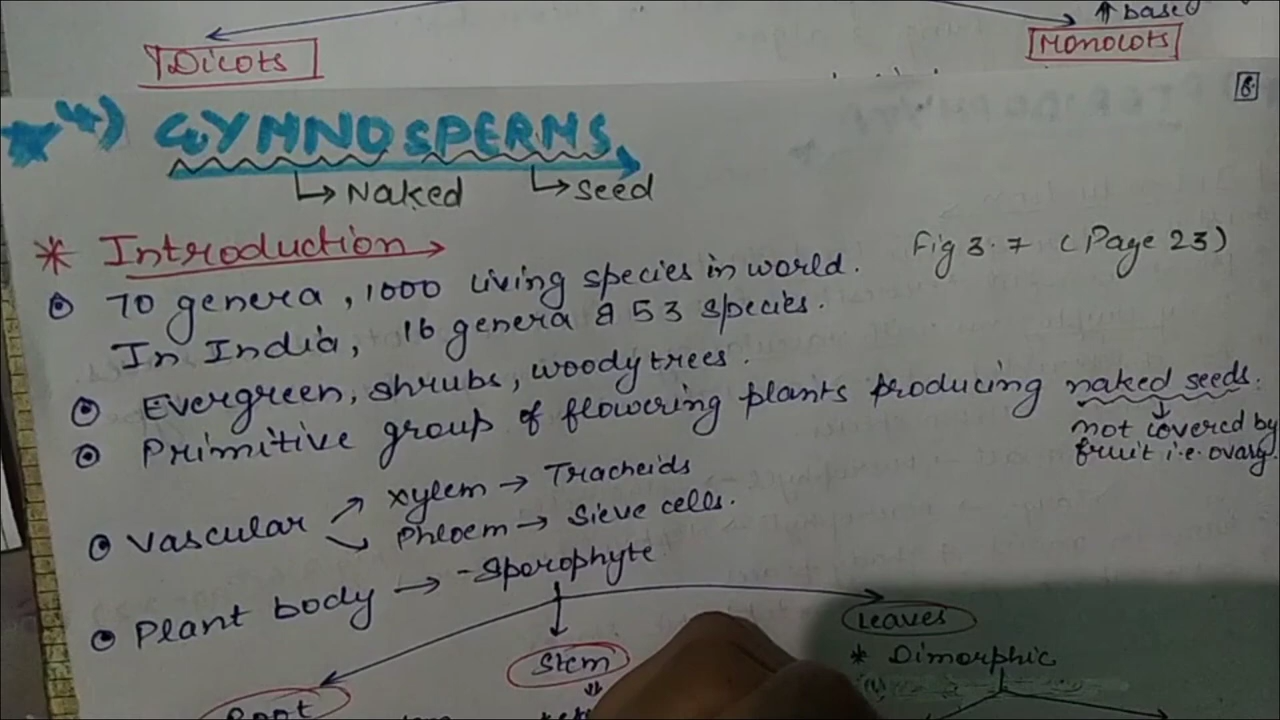 ↑ base
Dicots
Monocots
8.
4) GYMNOSPERMS
↳ Naked ↳ Seed
* Introduction →
Fig 3.7 (Page 23)
70 genera, 1000 living species in world.
In India, 16 genera & 53 species.
Evergreen, shrubs, woody trees.
Primitive group of flowering plants producing naked seeds.
not covered by
fruit i.e. ovary.
Vascular
Xylem → Tracheids
Phloem → Sieve cells.
Plant body → - Sporophyte
Root
Stem
Leaves
* Dimorphic